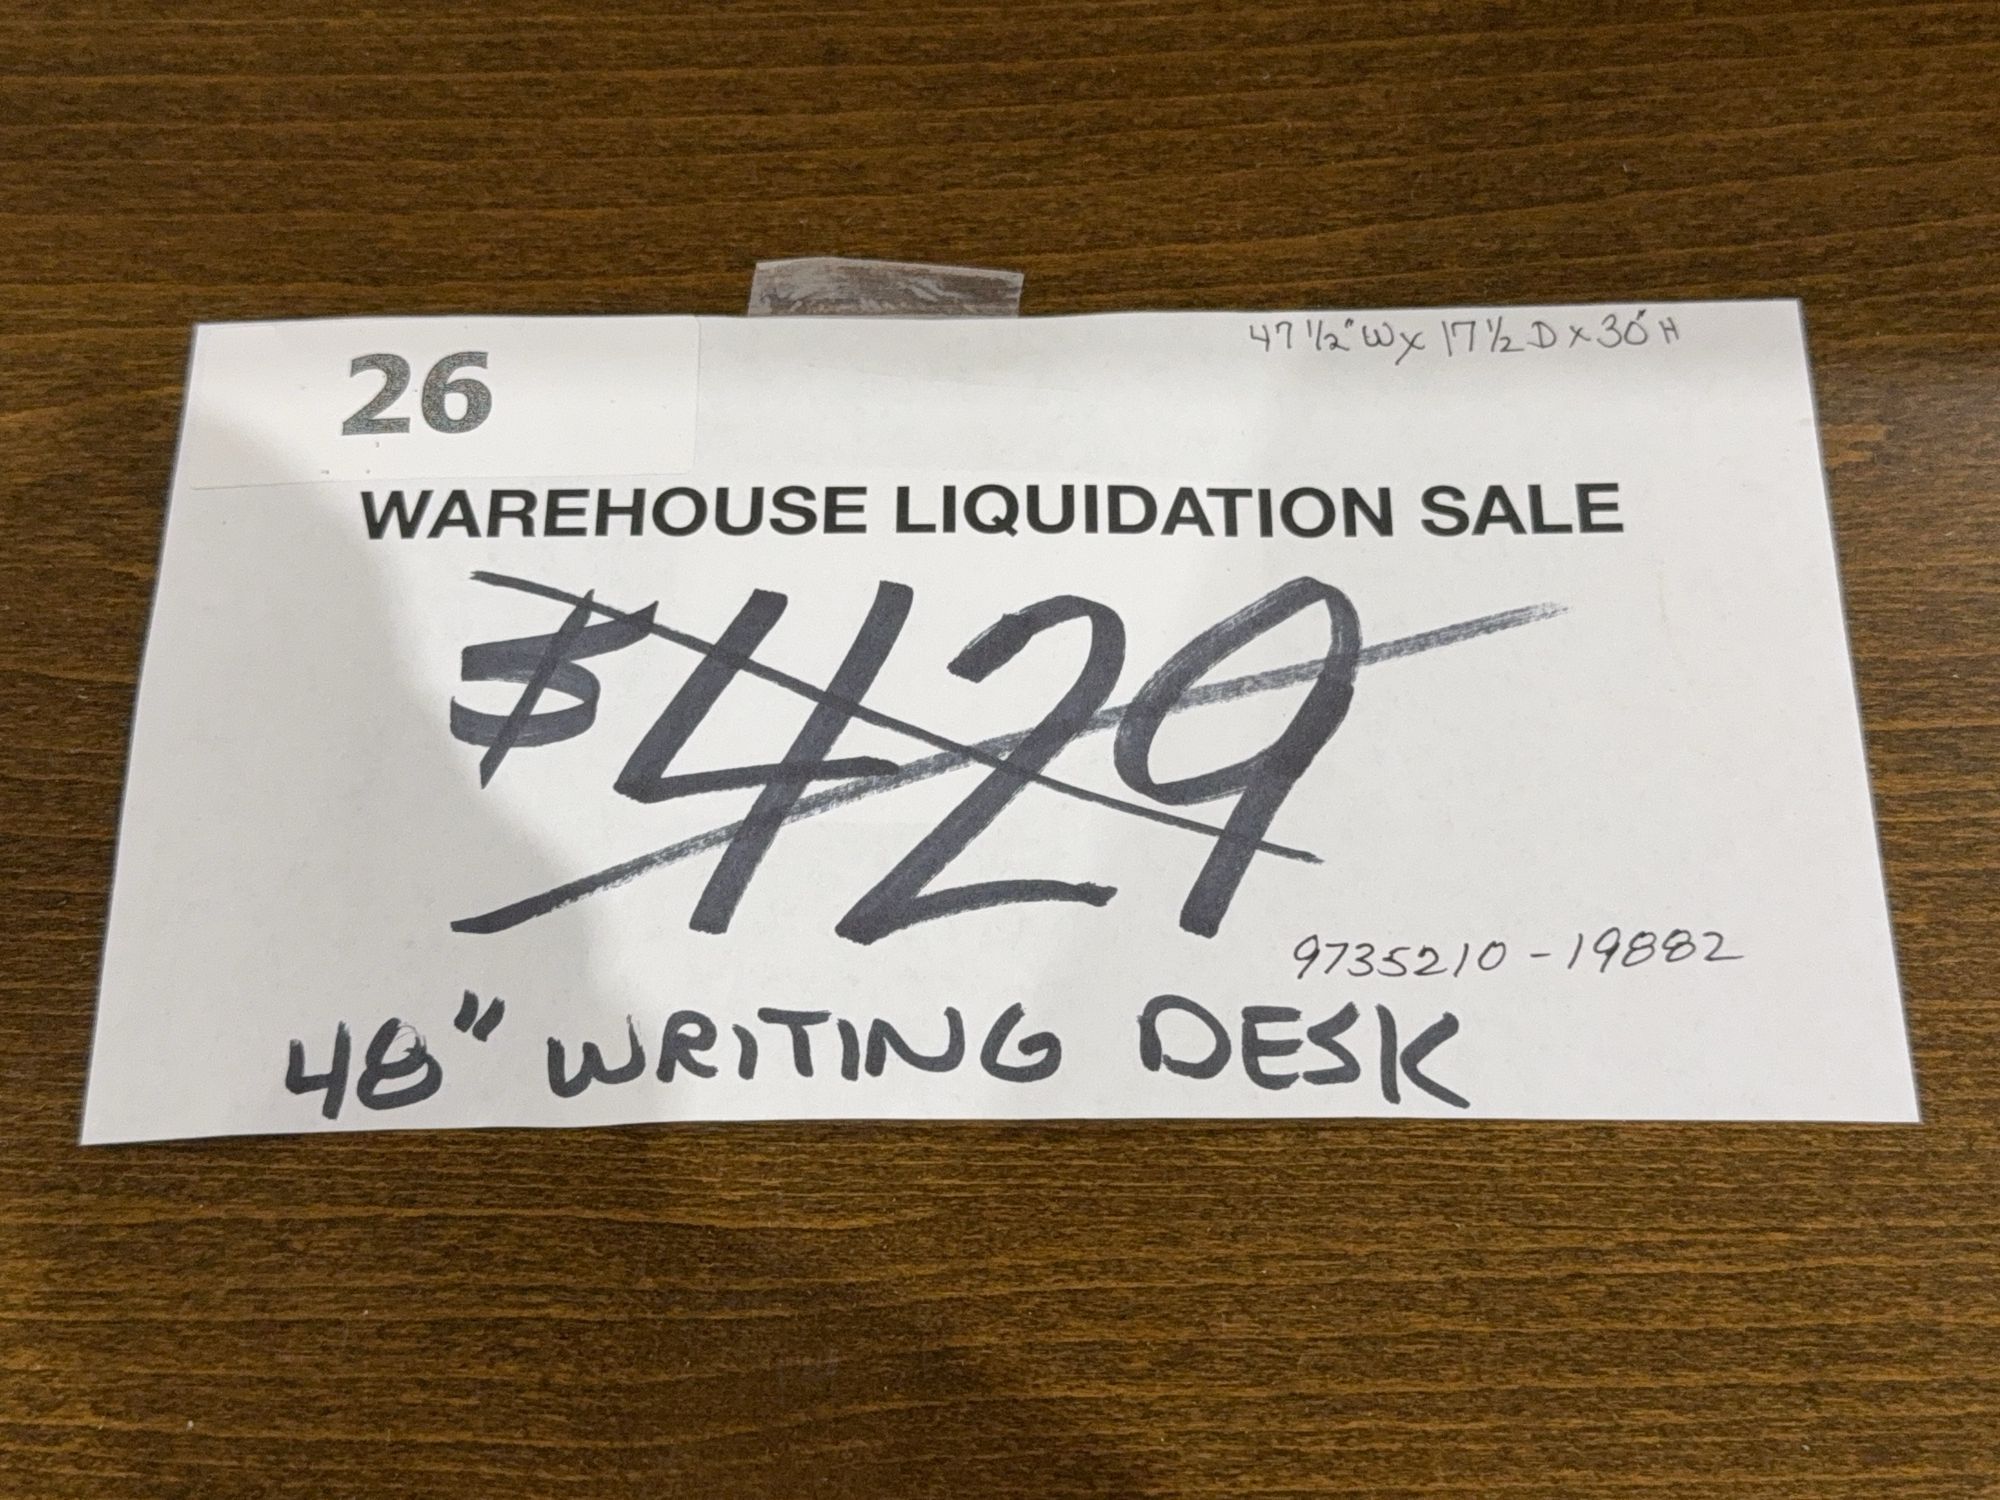 26
47 1/2" W x 17 1/2 D x 30" H
WAREHOUSE LIQUIDATION SALE
$429
9735210-19882
48" WRITING DESK